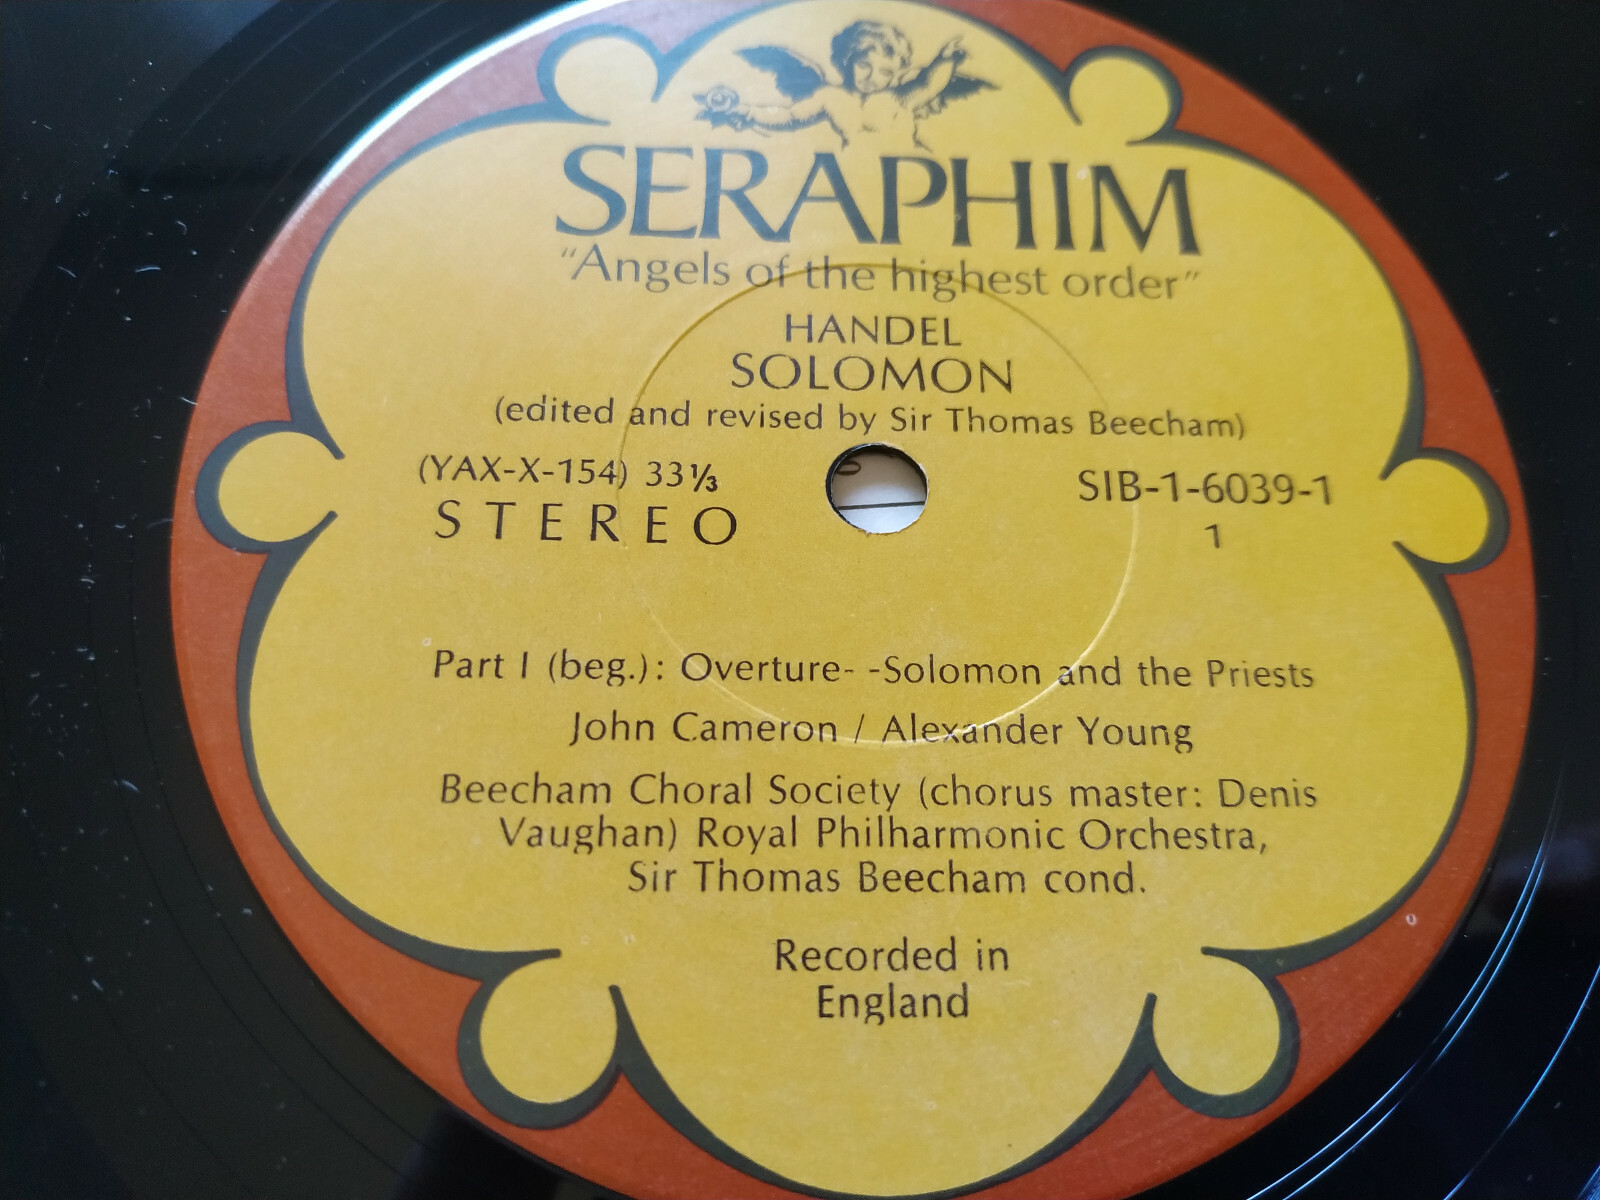 SERAPHIM
"Angels of the highest order"
HANDEL
SOLOMON
(edited and revised by Sir Thomas Beecham)
(YAX-X-154) 33⅓
STEREO
SIB-1-6039-1
1
Part I (beg.): Overture- -Solomon and the Priests
John Cameron / Alexander Young
Beecham Choral Society (chorus master: Denis
Vaughan) Royal Philharmonic Orchestra,
Sir Thomas Beecham cond.
Recorded in
England